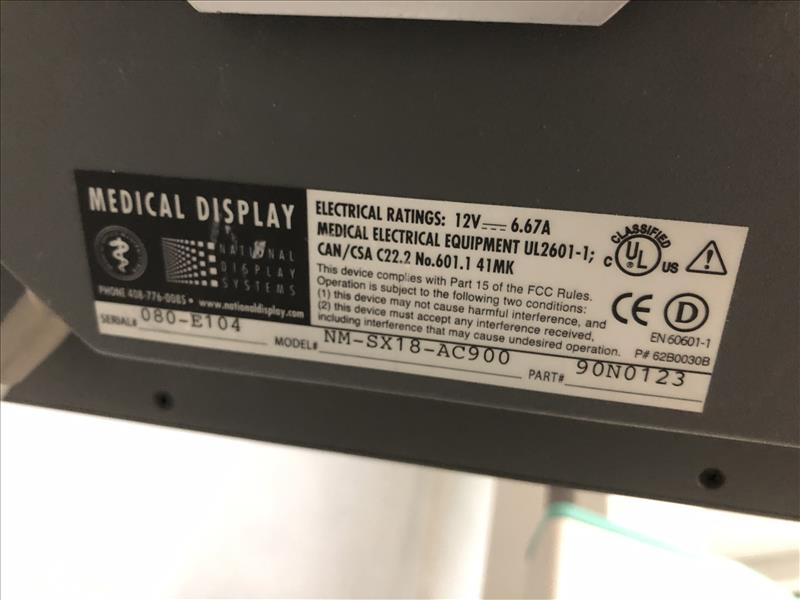 MEDICAL DISPLAY
NATIONAL
DISPLAY
SYSTEMS
PHONE 408-776-0085 • www.nationaldisplay.com
ELECTRICAL RATINGS: 12V⎓ 6.67A
MEDICAL ELECTRICAL EQUIPMENT UL2601-1;
CAN/CSA C22.2 No.601.1 41MK
This device complies with Part 15 of the FCC Rules.
Operation is subject to the following two conditions:
(1) this device may not cause harmful interference, and
(2) this device must accept any interference received,
including interference that may cause undesired operation.
CLASSIFIED
C UL US
CE D
EN 60601-1
P# 62B0030B
SERIAL# 080-E104
MODEL# NM-SX18-AC900
PART# 90N0123